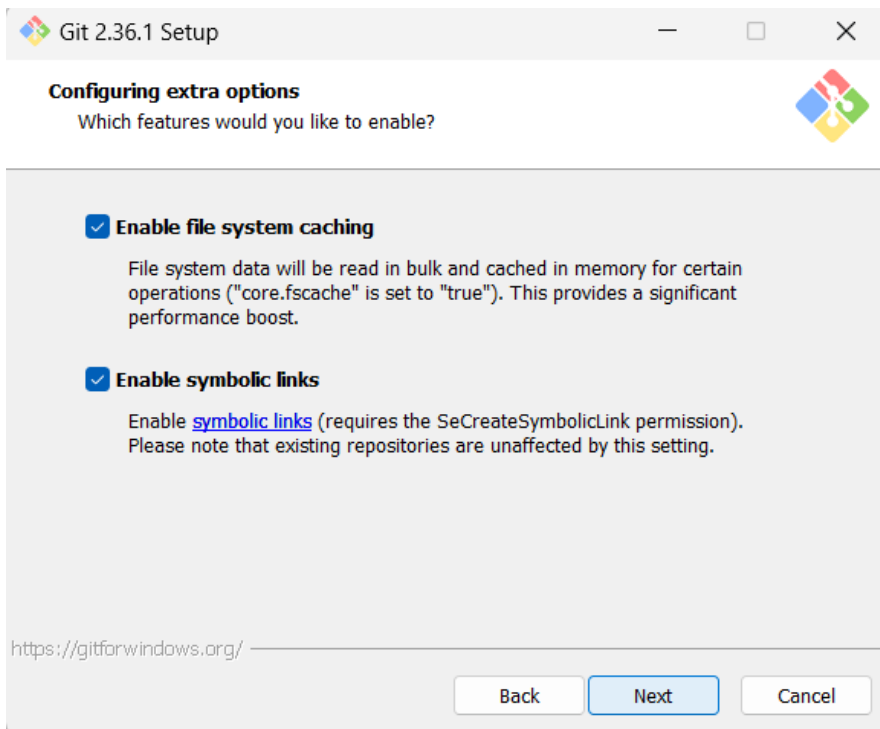 Git 2.36.1 Setup
Configuring extra options
Which features would you like to enable?
Enable file system caching
File system data will be read in bulk and cached in memory for certain
operations ("core.fscache" is set to "true"). This provides a significant
performance boost.
Enable symbolic links
Enable symbolic links (requires the SeCreateSymbolicLink permission).
Please note that existing repositories are unaffected by this setting.
https://gitforwindows.org/
Back Next Cancel